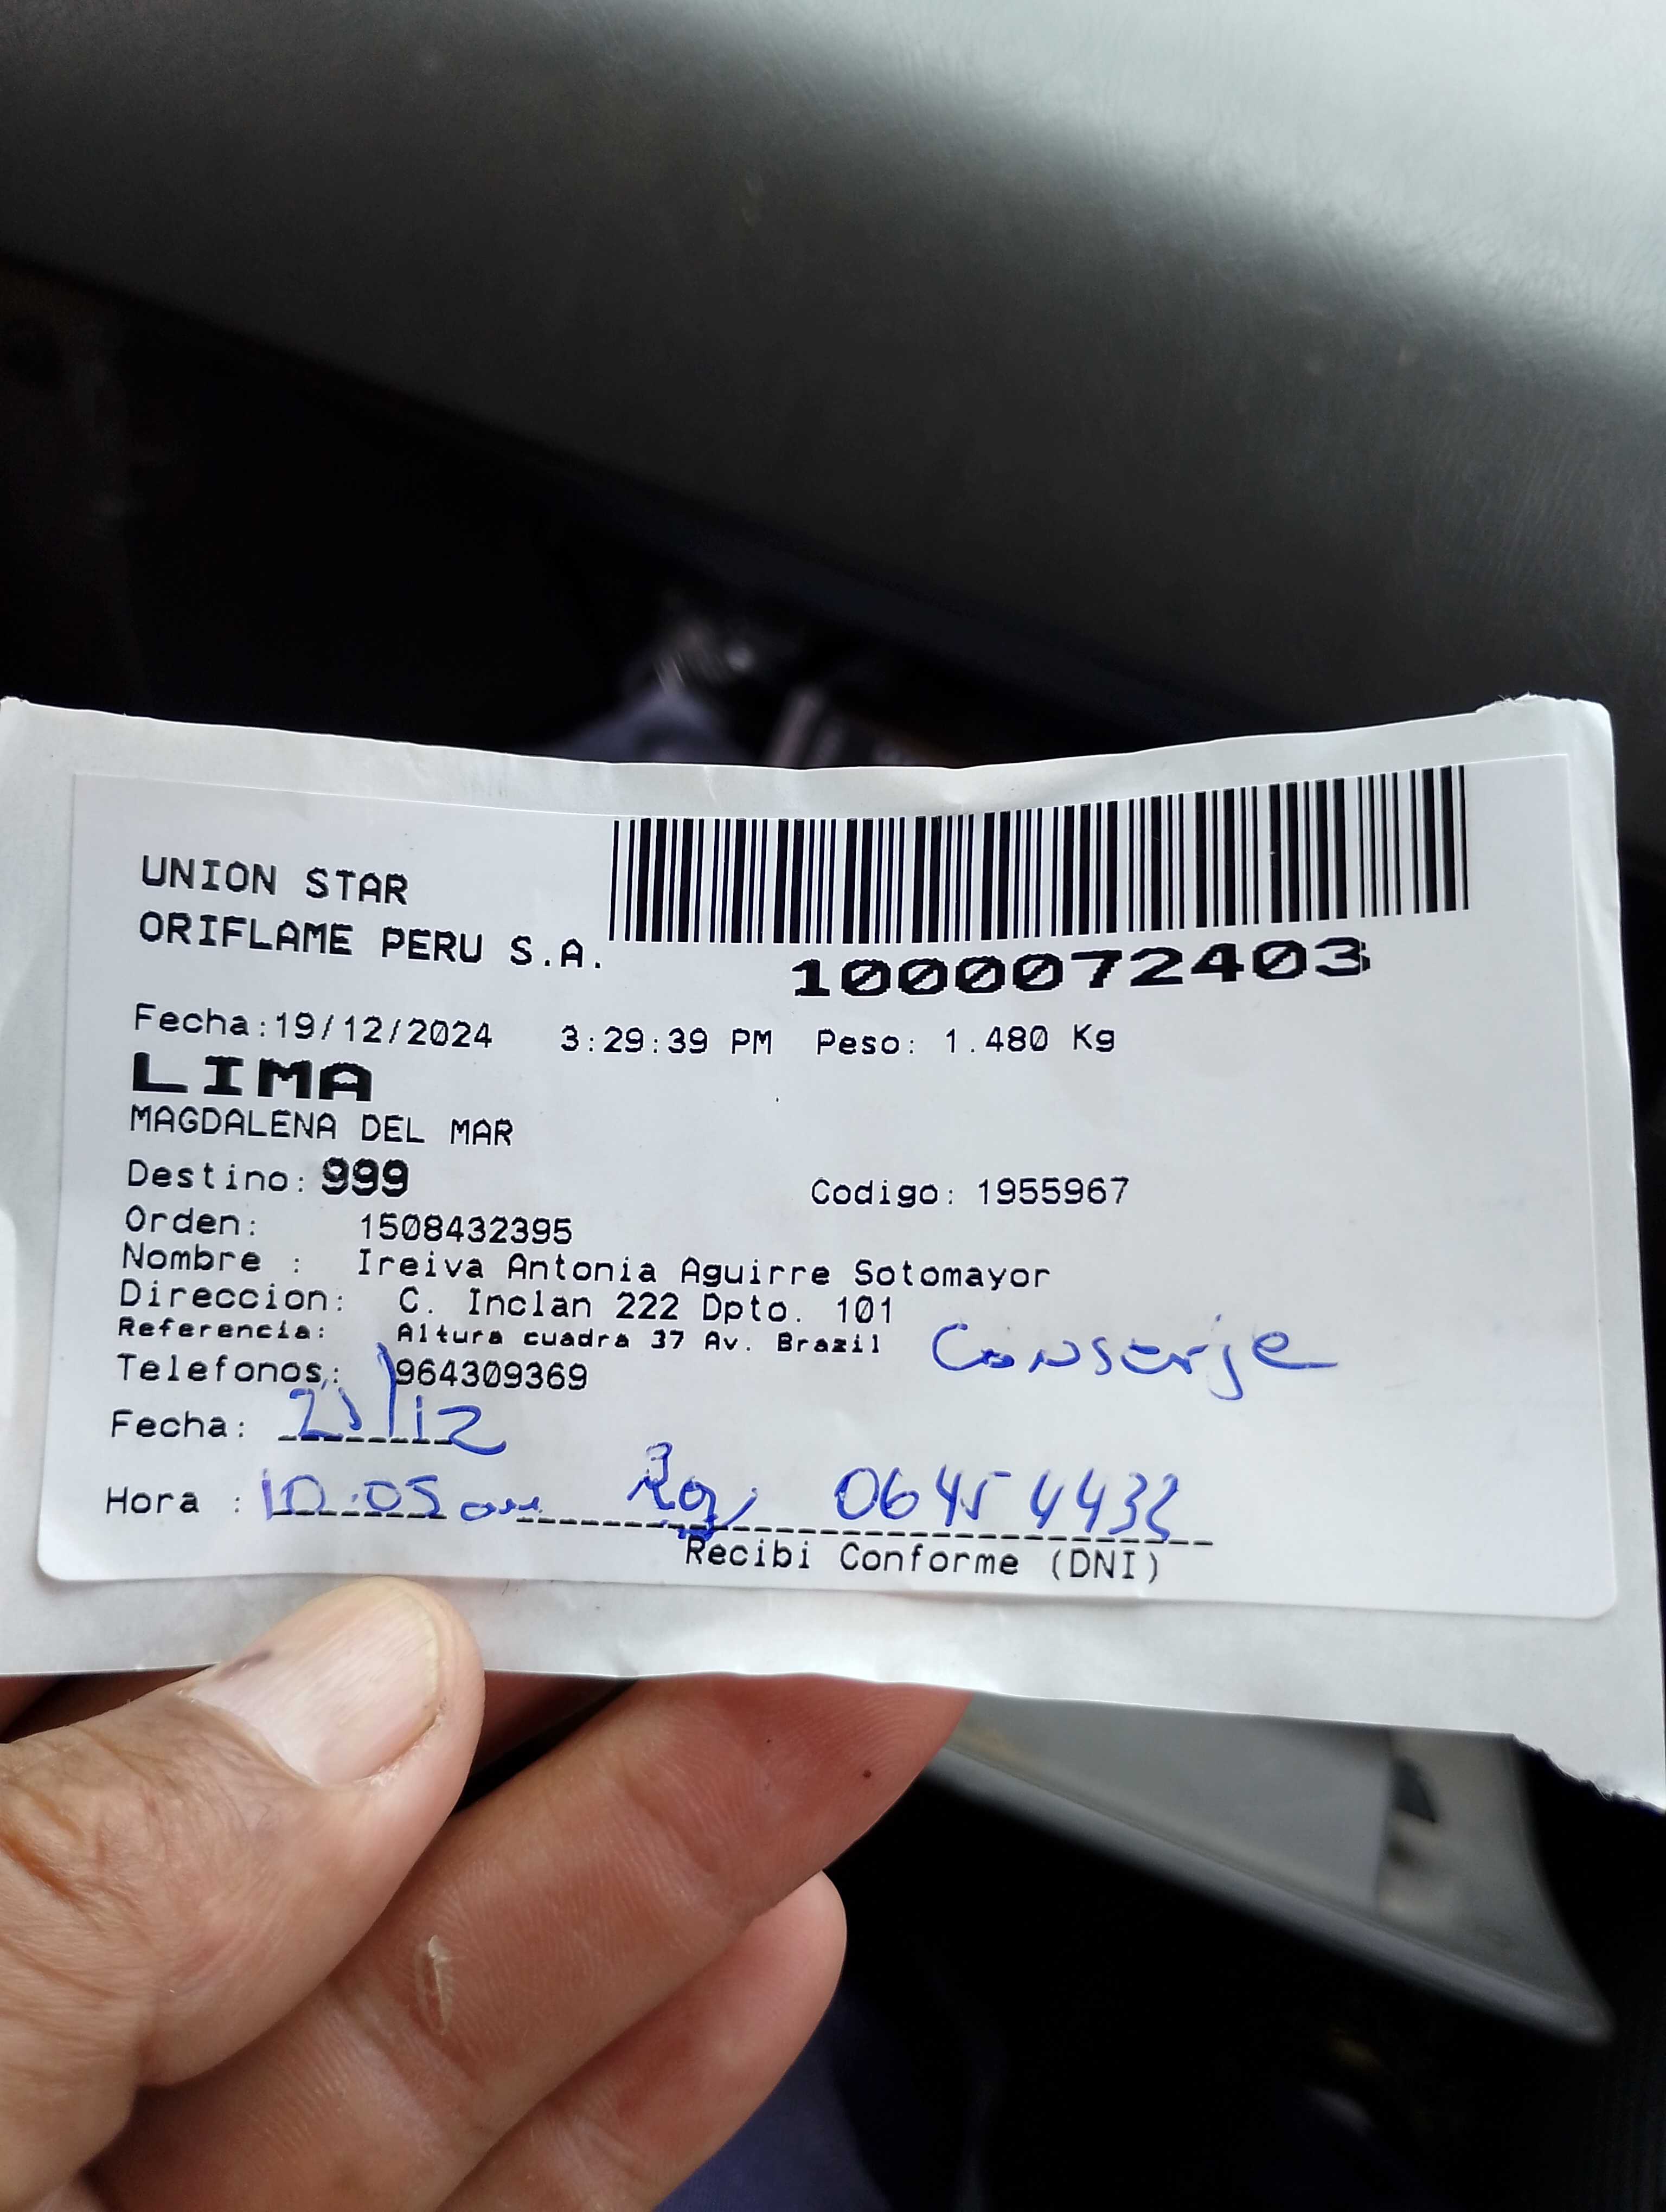 UNION STAR
ORIFLAME PERU S.A.
1000072403
Fecha:19/12/2024 3:29:39 PM Peso: 1.480 Kg
LIMA
MAGDALENA DEL MAR
Destino: 999 Codigo: 1955967
Orden: 1508432395
Nombre : Ireiva Antonia Aguirre Sotomayor
Direccion: C. Inclan 222 Dpto. 101
Referencia: Altura cuadra 37 Av. Brazil Conserje
Telefonos: 964309369
Fecha:
Hora : 10:05 am
Recibi Conforme (DNI)